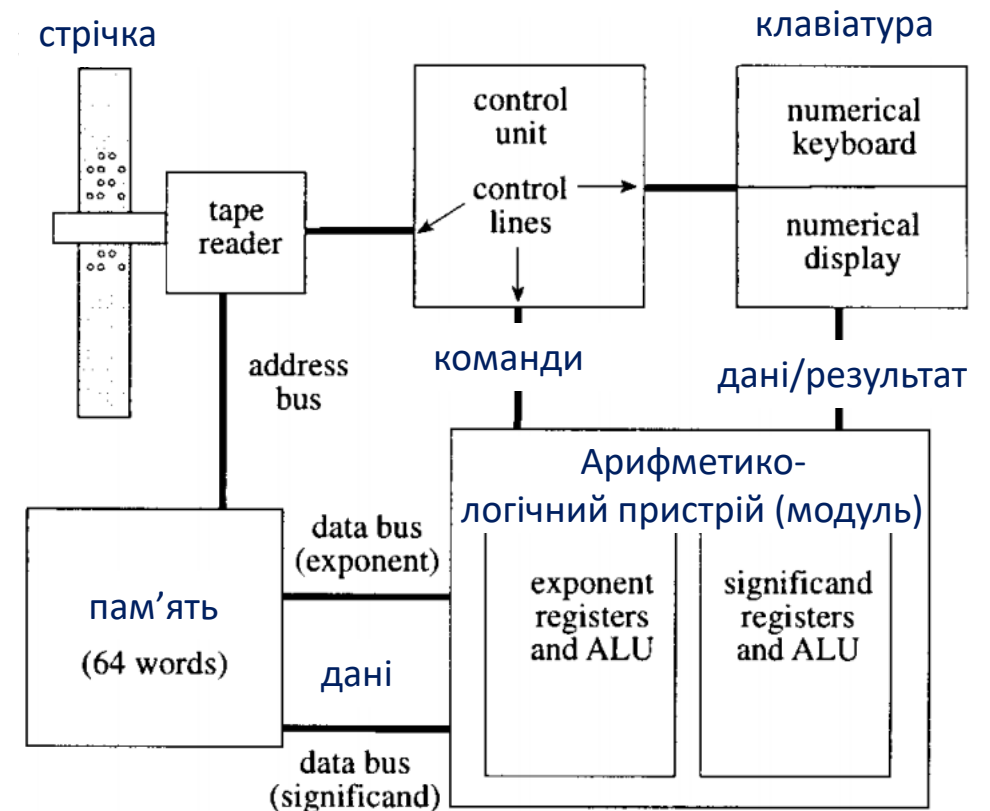 стрічка
клавіатура
control
unit
control
lines
numerical
keyboard
numerical
display
tape
reader
address
bus
команди
дані/результат
Арифметико-
логічний пристрій (модуль)
data bus
(exponent)
exponent
registers
and ALU
significand
registers
and ALU
пам’ять
(64 words)
дані
data bus
(significand)